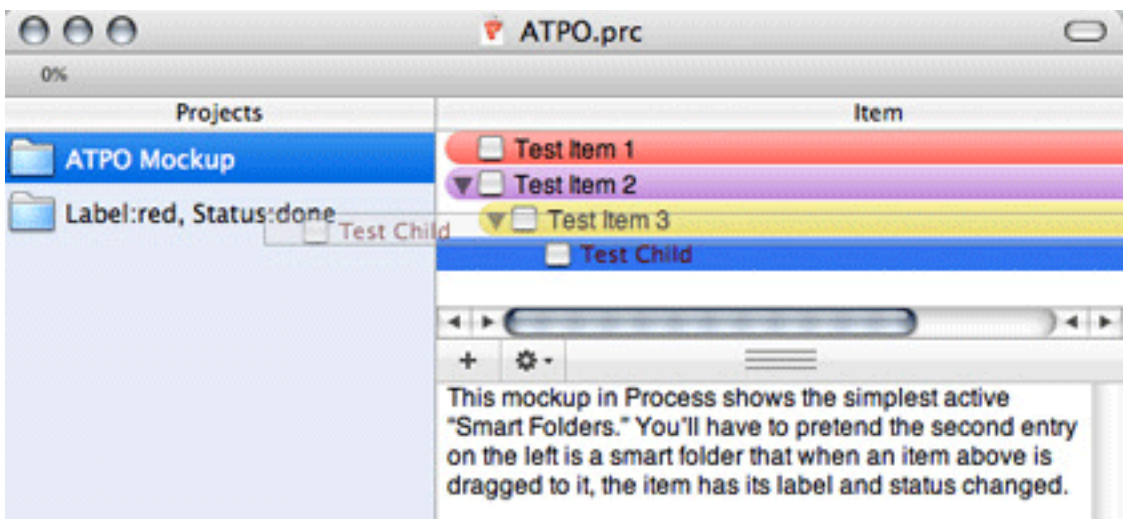 ATPO.prc
0%
Projects
Item
ATPO Mockup
Label:red, Status:done
Test Child
Test Item 1
Test Item 2
Test Item 3
Test Child
This mockup in Process shows the simplest active
“Smart Folders.” You’ll have to pretend the second entry
on the left is a smart folder that when an item above is
dragged to it, the item has its label and status changed.